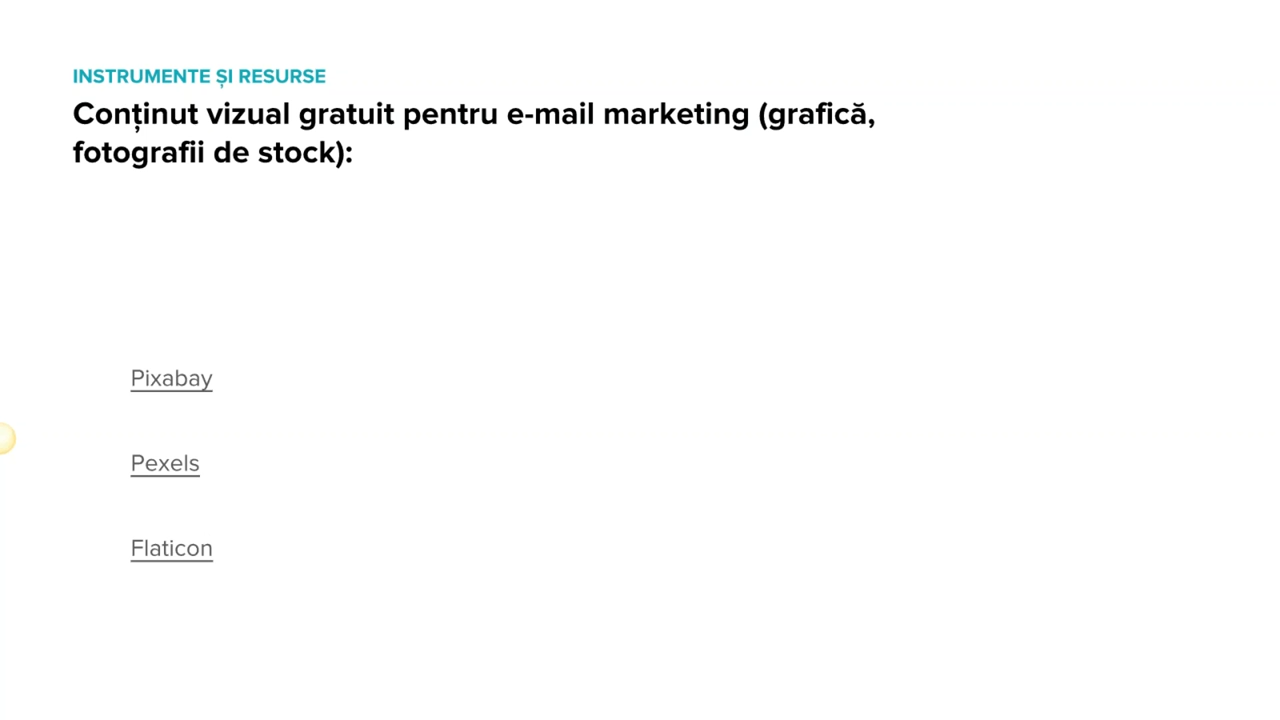 INSTRUMENTE ȘI RESURSE
Conținut vizual gratuit pentru e-mail marketing (grafică,
fotografii de stock):
Pixabay
Pexels
Flaticon